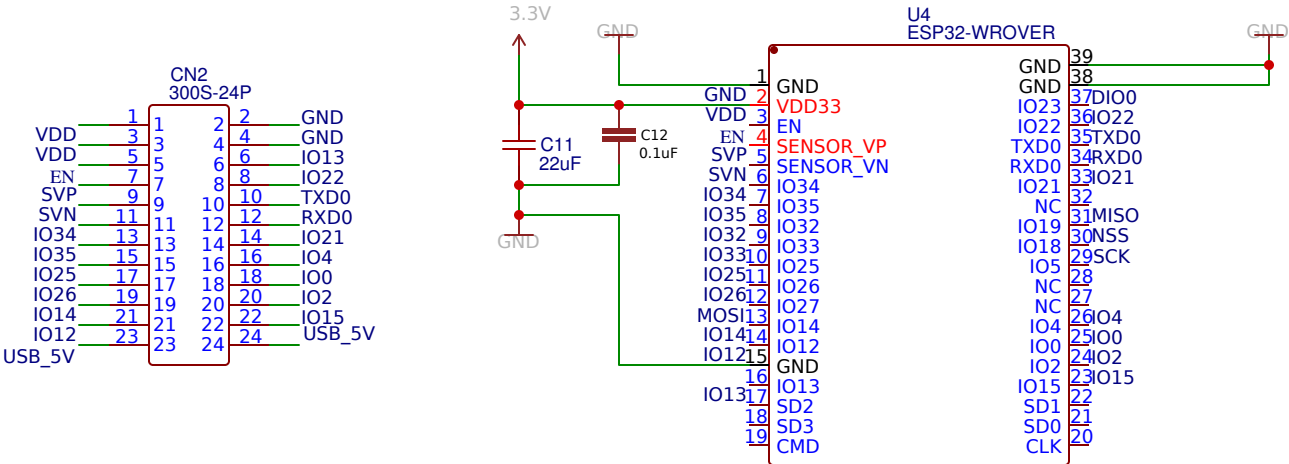 CN2
300S-24P
1 1 2 2 GND
VDD 3 3 4 4 GND
VDD 5 5 6 6 IO13
EN 7 7 8 8 IO22
SVP 9 9 10 10 TXD0
SVN 11 11 12 12 RXD0
IO34 13 13 14 14 IO21
IO35 15 15 16 16 IO4
IO25 17 17 18 18 IO0
IO26 19 19 20 20 IO2
IO14 21 21 22 22 IO15
IO12 23 23 24 24 USB_5V
USB_5V
3.3V
GND
C11
22uF
C12
0.1uF
GND
U4
ESP32-WROVER
GND
1 GND
GND 2 VDD33
VDD 3 EN
EN 4 SENSOR_VP
SVP 5 SENSOR_VN
SVN 6 IO34
IO34 7 IO35
IO35 8 IO32
IO32 9 IO33
IO33 10 IO25
IO25 11 IO26
IO26 12 IO27
MOSI 13 IO14
IO14 14 IO12
IO12 15 GND
16 IO13
IO13 17 SD2
18 SD3
19 CMD
GND 39
GND 38
IO23 37 DIO0
IO22 36 IO22
TXD0 35 TXD0
RXD0 34 RXD0
IO21 33 IO21
NC 32
IO19 31 MISO
IO18 30 NSS
IO5 29 SCK
NC 28
NC 27
IO4 26 IO4
IO0 25 IO0
IO2 24 IO2
IO15 23 IO15
SD1 22
SD0 21
CLK 20